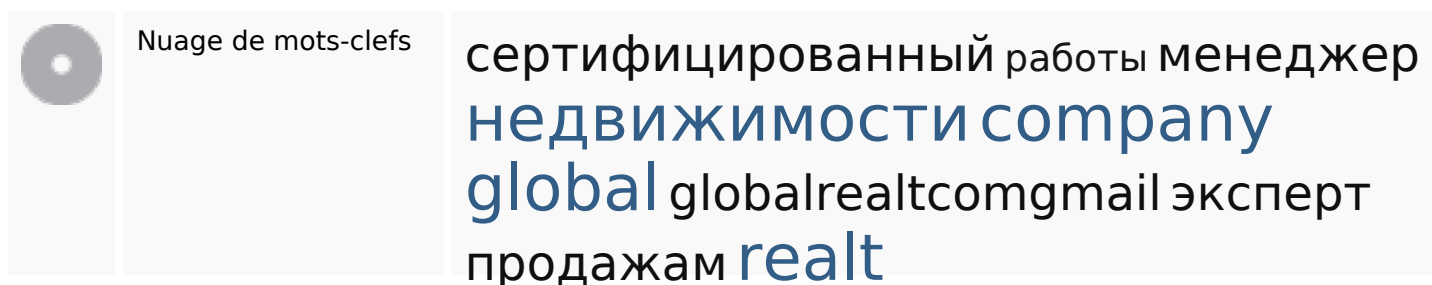 Nuage de mots-clefs
сертифицированный работы менеджер
недвижимости company
global globalrealtcomgmail эксперт
продажам realt